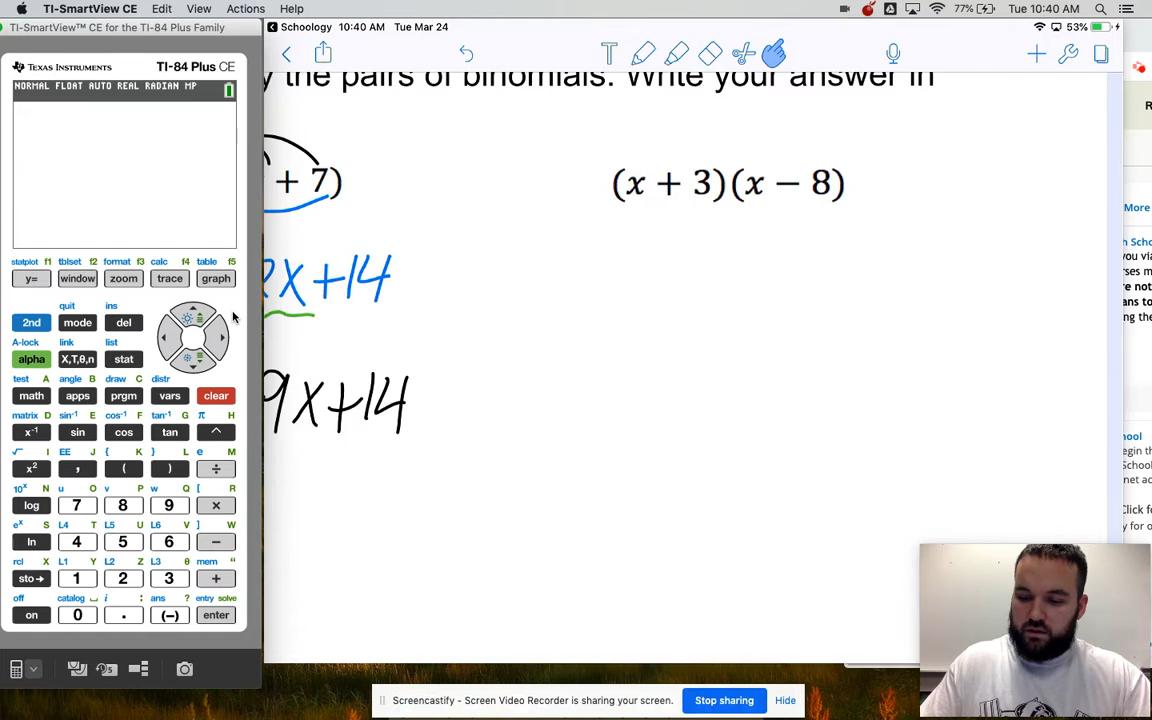 TI-SmartView CE Edit View Actions Help 77% Tue 10:40 AM
TI-SmartView™ CE for the TI-84 Plus Family
Schoology 10:40 AM Tue Mar 24 53%
TEXAS INSTRUMENTS TI-84 Plus CE
NORMAL FLOAT AUTO REAL RADIAN MP
the pairs of binomials. Write your answer in
+ 7)
(x + 3)(x − 8)
2x+14
9x+14
statplot f1 tblset f2 format f3 calc f4 table f5
y= window zoom trace graph
quit ins
2nd mode del
A-lock link list
alpha X,T,θ,n stat
test A angle B draw C distr
math apps prgm vars clear
matrix D sin⁻¹ E cos⁻¹ F tan⁻¹ G π H
x⁻¹ sin cos tan ^
√ I EE J { K } L e M
x² , ( ) ÷
10ˣ N u O v P w Q [ R
log 7 8 9 ×
eˣ S L4 T L5 U L6 V ] W
ln 4 5 6 −
rcl X L1 Y L2 Z L3 θ mem "
sto→ 1 2 3 +
off catalog i : ans ? entry solve
on 0 . (−) enter
More
via
not
Click f
Screencastify - Screen Video Recorder is sharing your screen. Stop sharing Hide